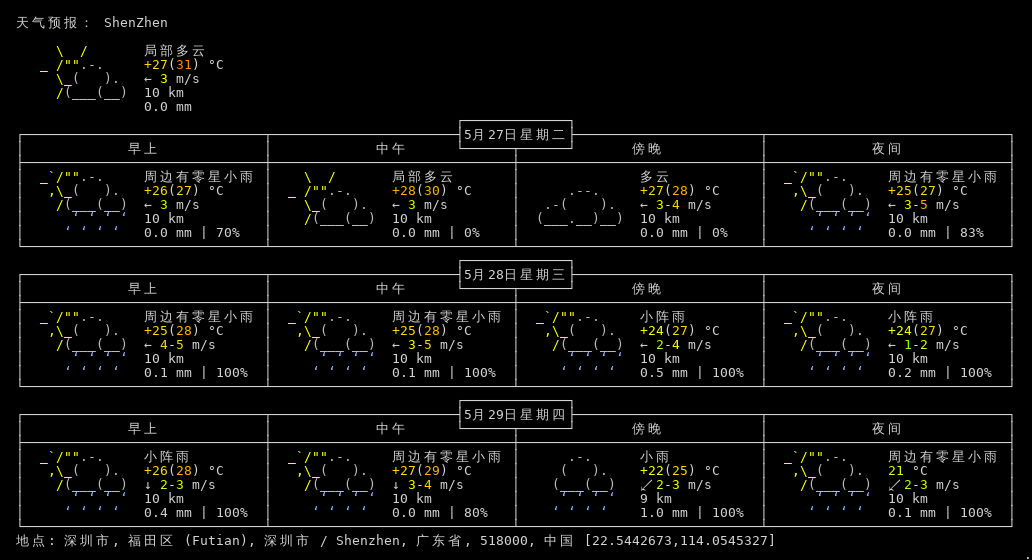 天气预报： ShenZhen
局部多云
+27(31) °C
← 3 m/s
10 km
0.0 mm
5月27日星期二
早上 中午 傍晚 夜间
周边有零星小雨 局部多云 多云 周边有零星小雨
+26(27) °C +28(30) °C +27(28) °C +25(27) °C
← 3 m/s ← 3 m/s ← 3-4 m/s ← 3-5 m/s
10 km 10 km 10 km 10 km
0.0 mm | 70% 0.0 mm | 0% 0.0 mm | 0% 0.0 mm | 83%
5月28日星期三
早上 中午 傍晚 夜间
周边有零星小雨 周边有零星小雨 小阵雨 小阵雨
+25(28) °C +25(28) °C +24(27) °C +24(27) °C
← 4-5 m/s ← 3-5 m/s ← 2-4 m/s ← 1-2 m/s
10 km 10 km 10 km 10 km
0.1 mm | 100% 0.1 mm | 100% 0.5 mm | 100% 0.2 mm | 100%
5月29日星期四
早上 中午 傍晚 夜间
小阵雨 周边有零星小雨 小雨 周边有零星小雨
+26(28) °C +27(29) °C +22(25) °C 21 °C
↓ 2-3 m/s ↓ 3-4 m/s ↙ 2-3 m/s ↙ 2-3 m/s
10 km 10 km 9 km 10 km
0.4 mm | 100% 0.0 mm | 80% 1.0 mm | 100% 0.1 mm | 100%
地点: 深圳市, 福田区 (Futian), 深圳市 / Shenzhen, 广东省, 518000, 中国 [22.5442673,114.0545327]